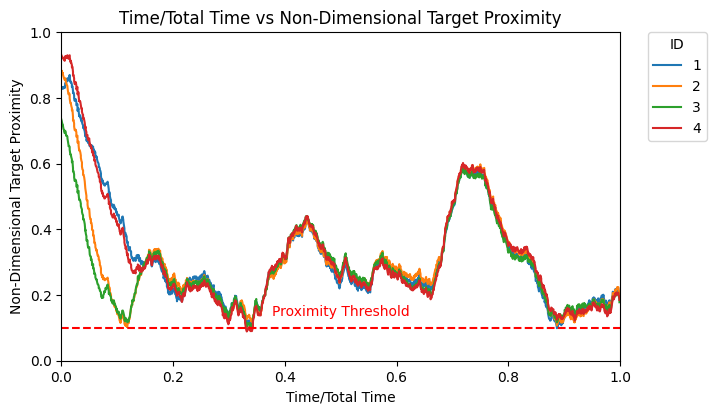 Time/Total Time vs Non-Dimensional Target Proximity
ID
1
2
3
4
Non-Dimensional Target Proximity
1.0
0.8
0.6
0.4
0.2
0.0
Proximity Threshold
0.0 0.2 0.4 0.6 0.8 1.0
Time/Total Time